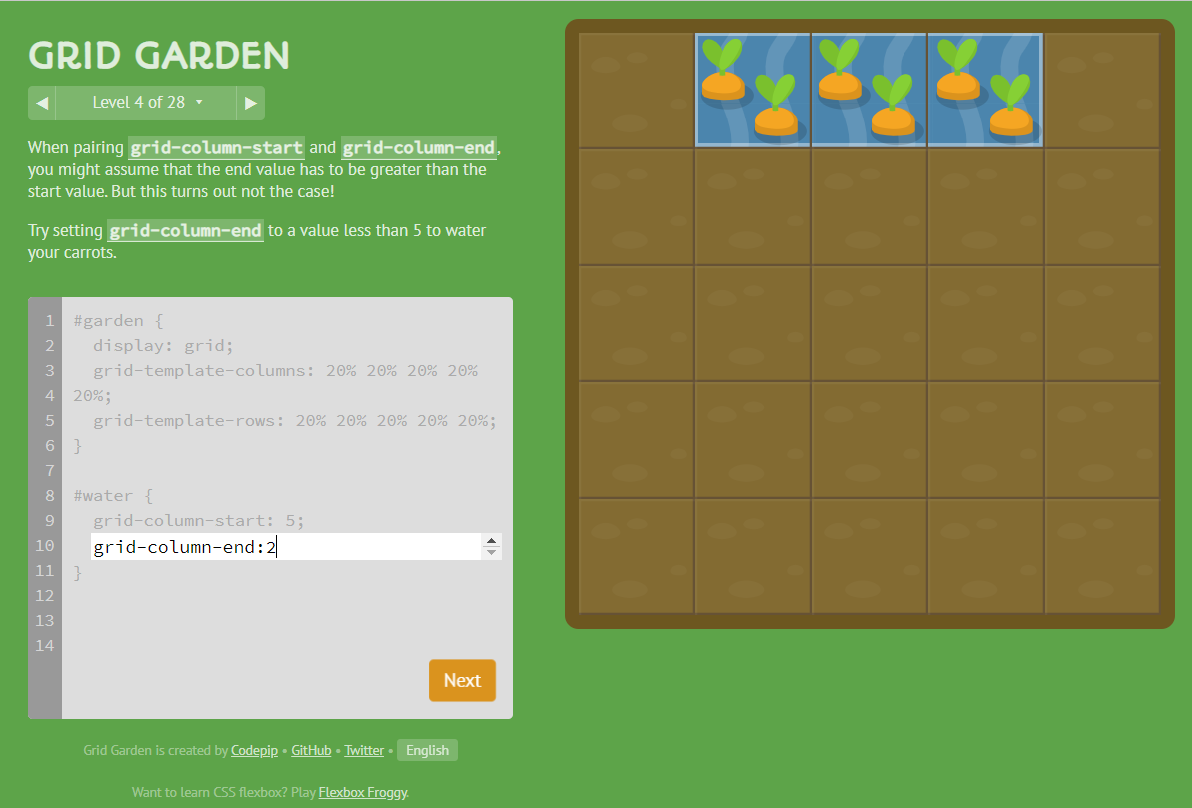 GRID GARDEN
◀ Level 4 of 28 ▾ ▶
When pairing grid-column-start and grid-column-end,
you might assume that the end value has to be greater than the
start value. But this turns out not the case!
Try setting grid-column-end to a value less than 5 to water
your carrots.
1 #garden {
2   display: grid;
3   grid-template-columns: 20% 20% 20% 20%
4 20%;
5   grid-template-rows: 20% 20% 20% 20% 20%;
6 }
7
8 #water {
9   grid-column-start: 5;
10   grid-column-end:2
11 }
12
13
14
Next
Grid Garden is created by Codepip • GitHub • Twitter • English
Want to learn CSS flexbox? Play Flexbox Froggy.